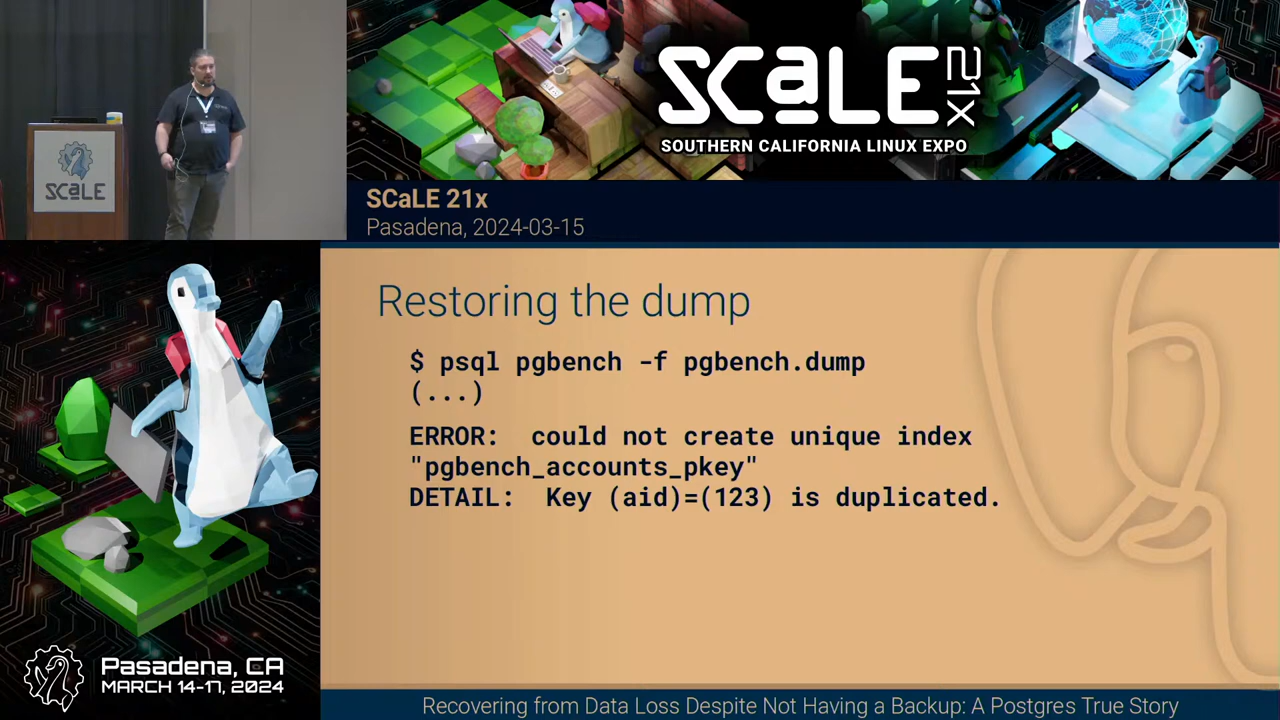 SCALE
SCALE 21X
SOUTHERN CALIFORNIA LINUX EXPO
SCaLE 21x
Pasadena, 2024-03-15
Restoring the dump
$ psql pgbench -f pgbench.dump
(...)
ERROR:  could not create unique index
"pgbench_accounts_pkey"
DETAIL:  Key (aid)=(123) is duplicated.
Pasadena, CA
MARCH 14-17, 2024
Recovering from Data Loss Despite Not Having a Backup: A Postgres True Story